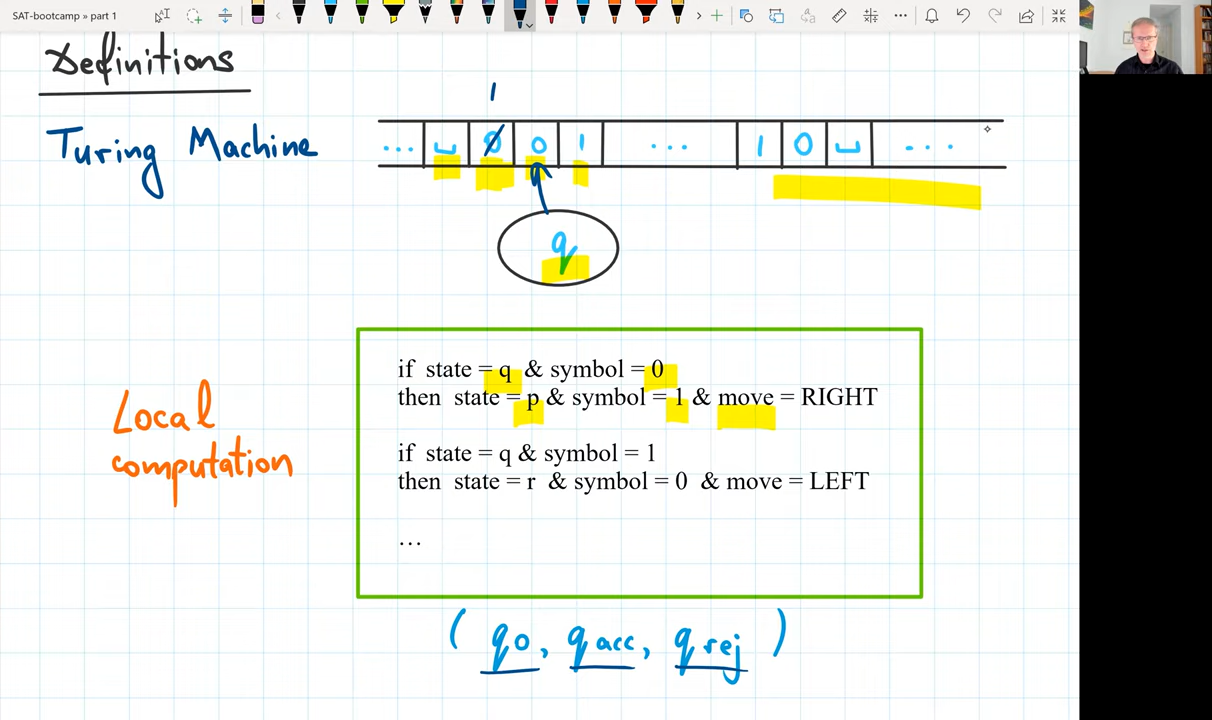 SAT-bootcamp » part 1
Definitions
Turing Machine
1
... ␣ 0 0 1 ... 1 0 ␣ ...
q
if state = q & symbol = 0
then state = p & symbol = 1 & move = RIGHT
if state = q & symbol = 1
then state = r & symbol = 0 & move = LEFT
...
Local
computation
( q0, qacc, qrej )